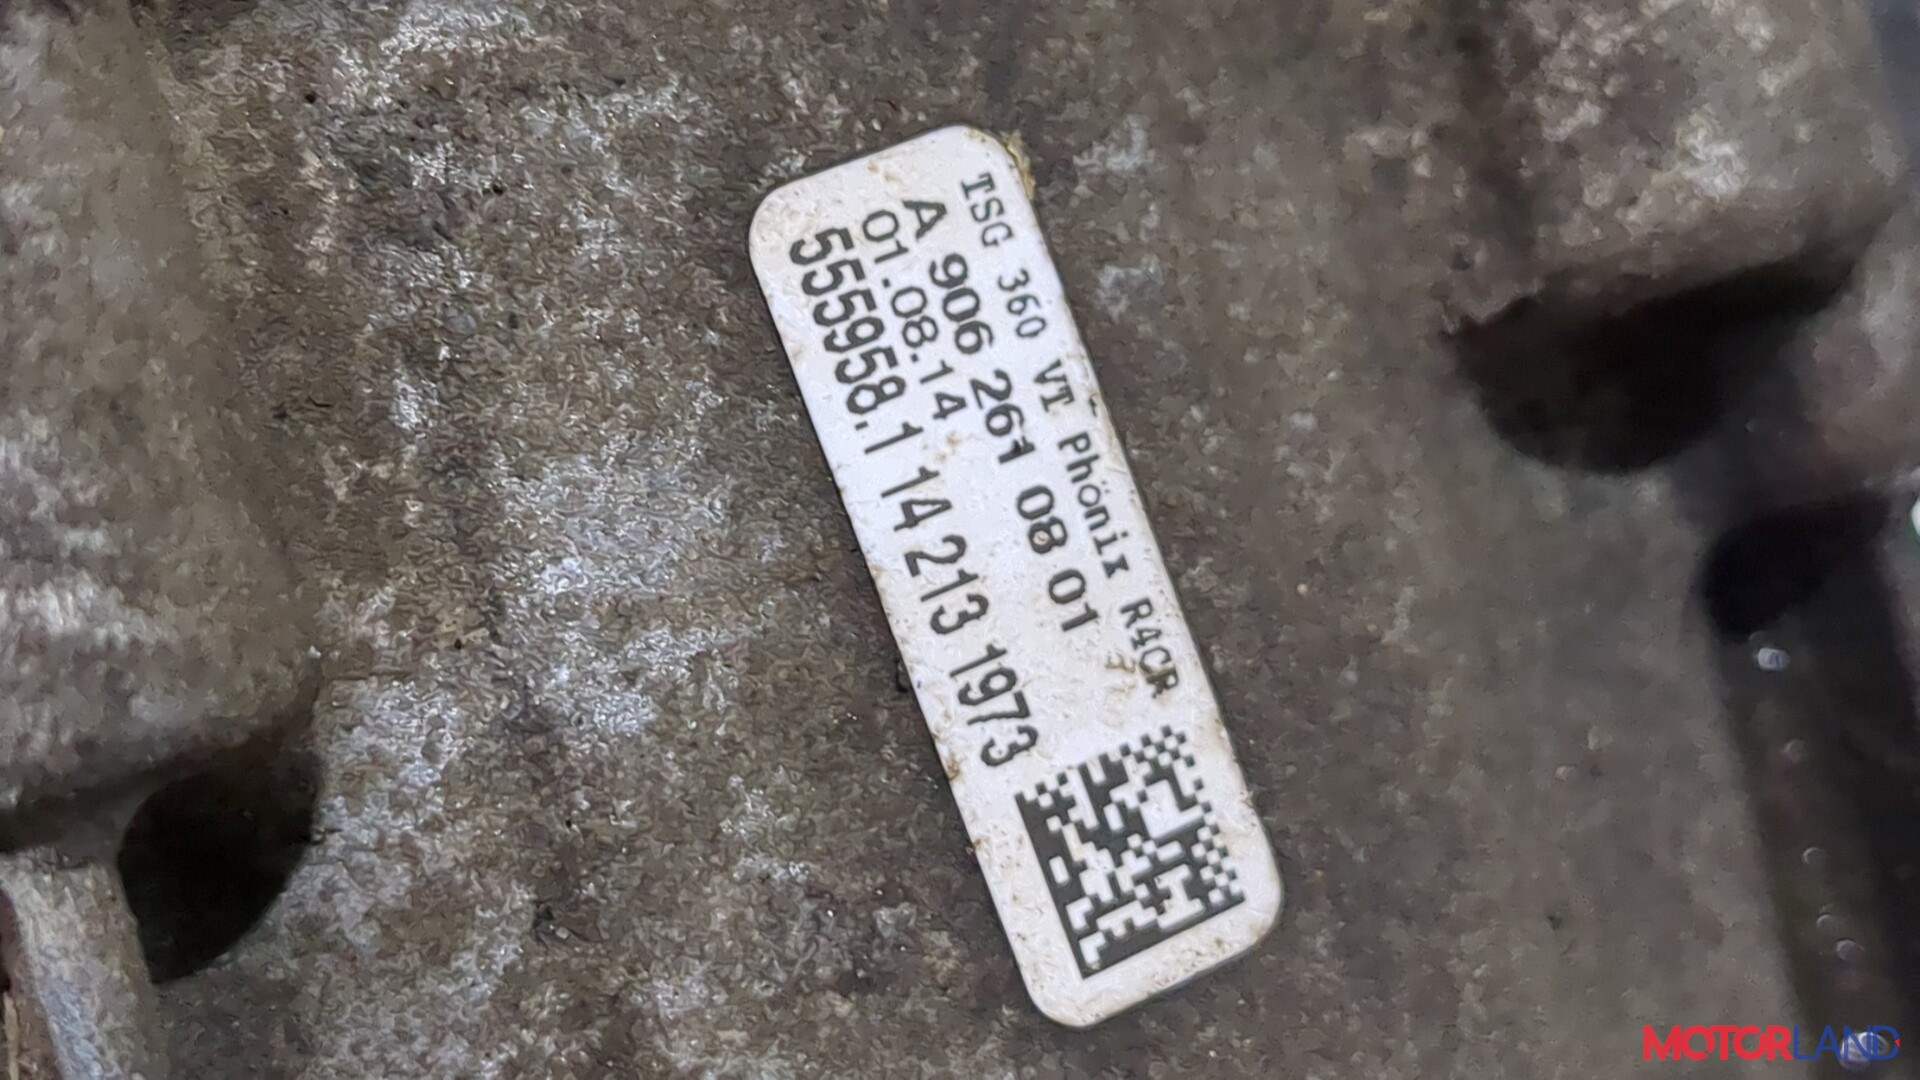 TSG 360 VT Phönix R4CR
A 906 261 08 01
01.08.14
555958.1 14 213 1973
MOTORLAND